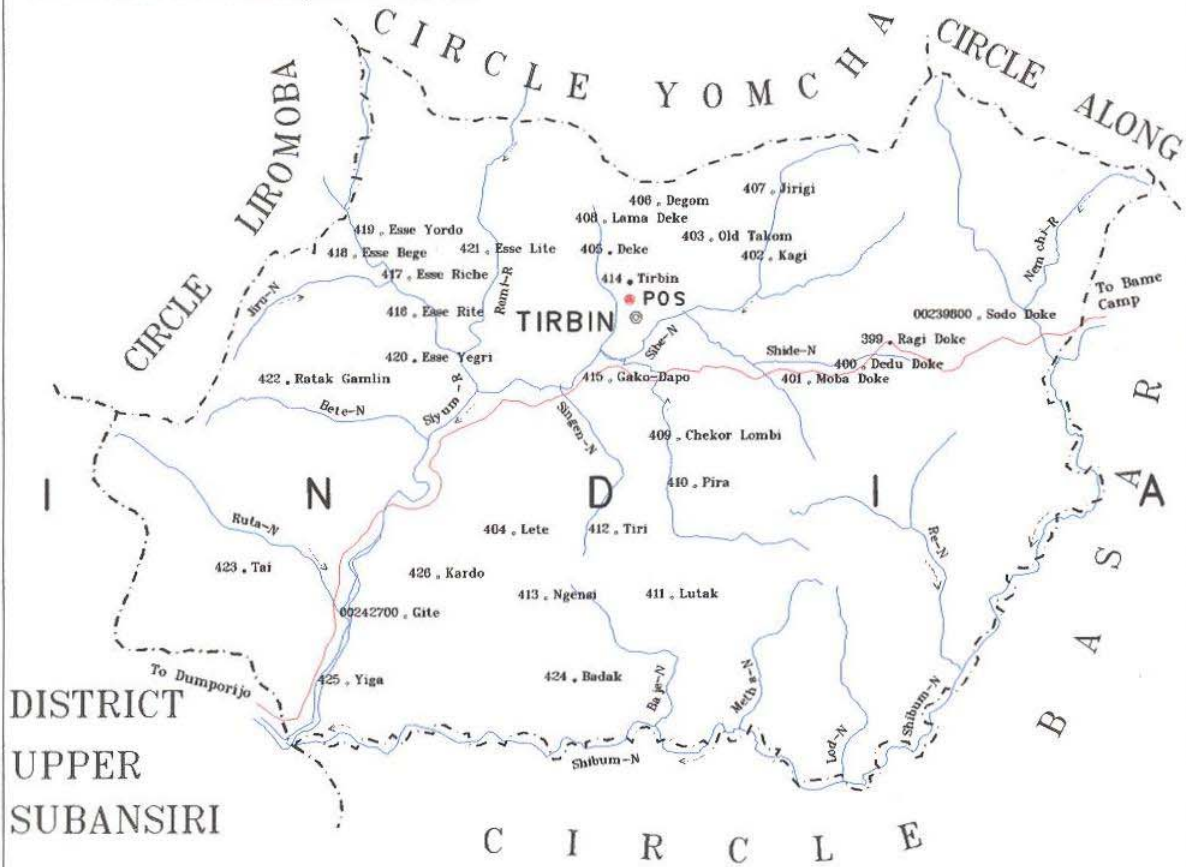 CIRCLE YOMCHA
CIRCLE ALONG
CIRCLE LIROMOBA
407 Jirigi
406 Degom
408 Lama Deke
403 Old Takom
419 Esse Yordo
421 Esse Lite
405 Deke
418 Esse Bege
402 Kagi
417 Esse Riche
414 Tirbin
Nemchi-R
To Bame
Camp
Jiru-N
Remi-R
POS
416 Esse Rite
TIRBIN
00239800 Sodo Doke
Sibe-N
399 Ragi Doke
420 Esse Yegri
Shide-N
400 Dedu Doke
422 Ratak Gamlin
415 Gako-Dapo
401 Moba Doke
Bete-N
Siyum-R
Singen-N
409 Chekor Lombi
410 Pira
I N D I A
Ruta-N
404 Lete
412 Tiri
Re-N
423 Tai
426 Kardo
413 Ngensi
411 Lutak
00242700 Gite
To Dumporijo
425 Yiga
424 Badak
Baje-N
Metha-N
Shibum-N
Lod-N
Shibum-N
DISTRICT
UPPER
SUBANSIRI
CIRCLE BASAR